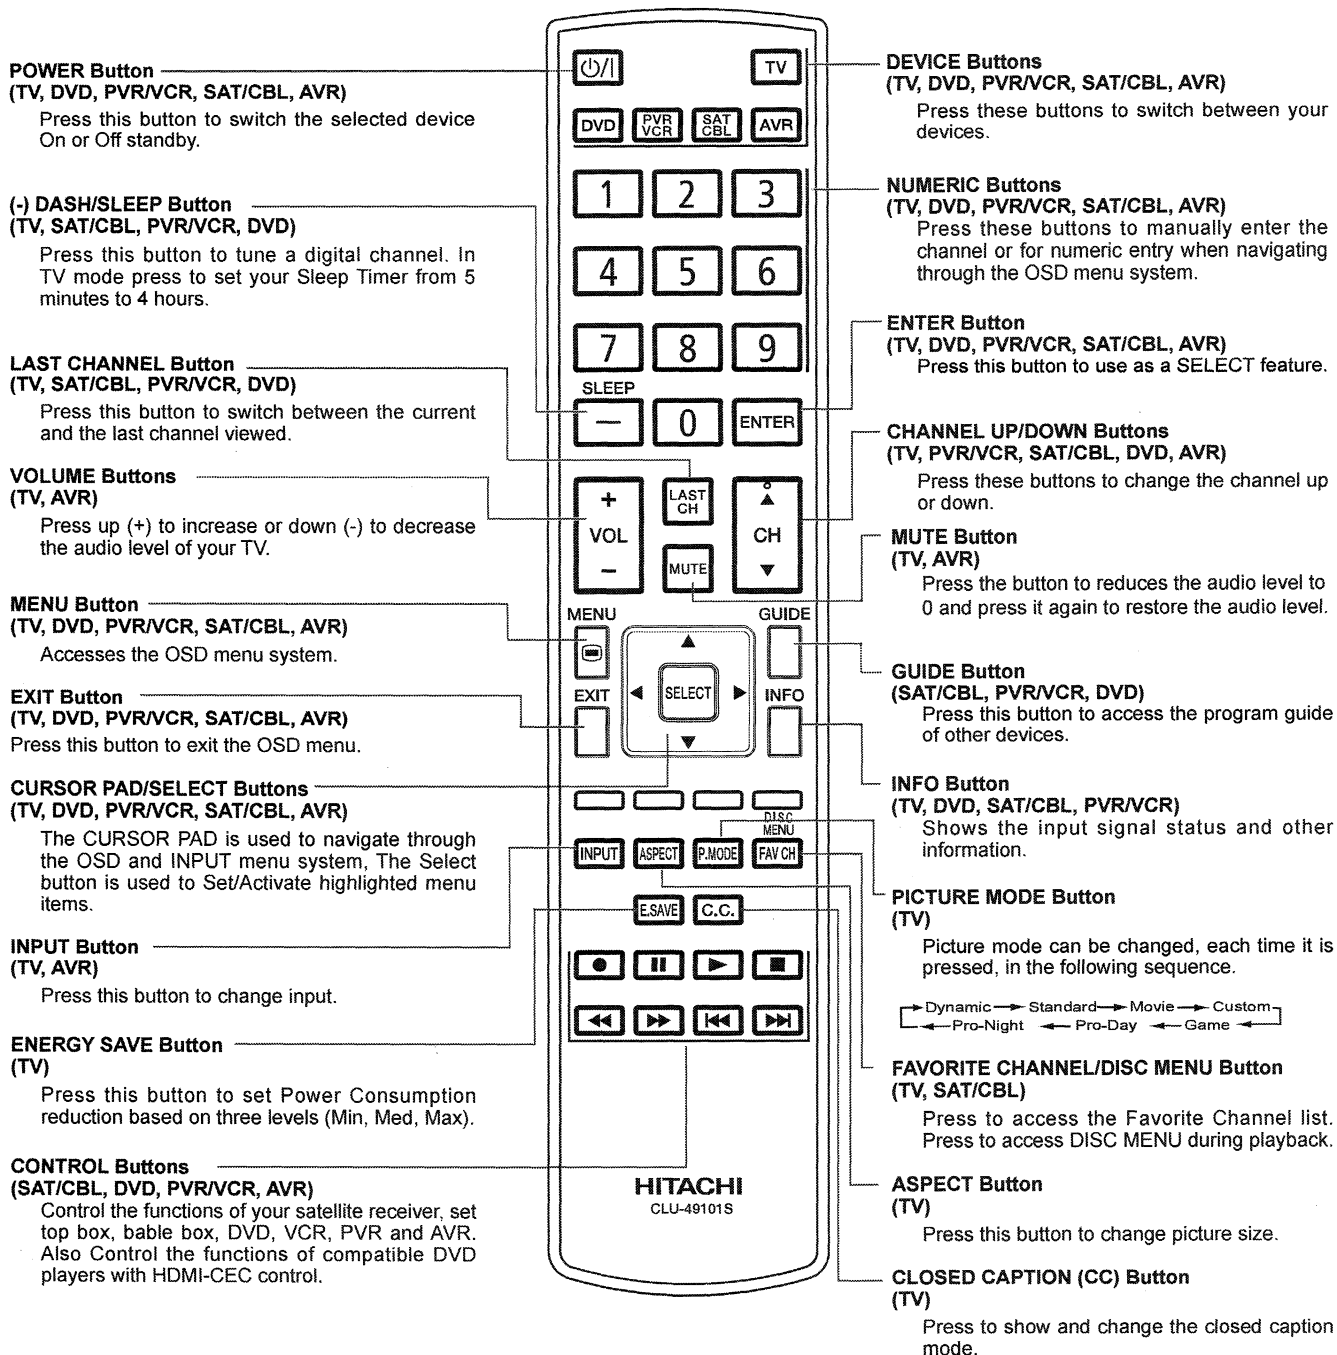 POWER Button
(TV, DVD, PVR/VCR, SAT/CBL, AVR)
Press this button to switch the selected device
On or Off standby.
(-) DASH/SLEEP Button
(TV, SAT/CBL, PVR/VCR, DVD)
Press this button to tune a digital channel. In
TV mode press to set your Sleep Timer from 5
minutes to 4 hours.
LAST CHANNEL Button
(TV, SAT/CBL, PVR/VCR, DVD)
Press this button to switch between the current
and the last channel viewed.
VOLUME Buttons
(TV, AVR)
Press up (+) to increase or down (-) to decrease
the audio level of your TV.
MENU Button
(TV, DVD, PVR/VCR, SAT/CBL, AVR)
Accesses the OSD menu system.
EXIT Button
(TV, DVD, PVR/VCR, SAT/CBL, AVR)
Press this button to exit the OSD menu.
CURSOR PAD/SELECT Buttons
(TV, DVD, PVR/VCR, SAT/CBL, AVR)
The CURSOR PAD is used to navigate through
the OSD and INPUT menu system, The Select
button is used to Set/Activate highlighted menu
items.
INPUT Button
(TV, AVR)
Press this button to change input.
ENERGY SAVE Button
(TV)
Press this button to set Power Consumption
reduction based on three levels (Min, Med, Max).
CONTROL Buttons
(SAT/CBL, DVD, PVR/VCR, AVR)
Control the functions of your satellite receiver, set
top box, bable box, DVD, VCR, PVR and AVR.
Also Control the functions of compatible DVD
players with HDMI-CEC control.
TV
DVD PVR VCR SAT CBL AVR
1 2 3
4 5 6
7 8 9
SLEEP
— 0 ENTER
+ LAST CH ▲
VOL CH
– MUTE ▼
MENU GUIDE
EXIT SELECT INFO
DISC
MENU
INPUT ASPECT P.MODE FAV CH
E.SAVE C.C.
HITACHI
CLU-49101S
DEVICE Buttons
(TV, DVD, PVR/VCR, SAT/CBL, AVR)
Press these buttons to switch between your
devices.
NUMERIC Buttons
(TV, DVD, PVR/VCR, SAT/CBL, AVR)
Press these buttons to manually enter the
channel or for numeric entry when navigating
through the OSD menu system.
ENTER Button
(TV, DVD, PVR/VCR, SAT/CBL, AVR)
Press this button to use as a SELECT feature.
CHANNEL UP/DOWN Buttons
(TV, PVR/VCR, SAT/CBL, DVD, AVR)
Press these buttons to change the channel up
or down.
MUTE Button
(TV, AVR)
Press the button to reduces the audio level to
0 and press it again to restore the audio level.
GUIDE Button
(SAT/CBL, PVR/VCR, DVD)
Press this button to access the program guide
of other devices.
INFO Button
(TV, DVD, SAT/CBL, PVR/VCR)
Shows the input signal status and other
information.
PICTURE MODE Button
(TV)
Picture mode can be changed, each time it is
pressed, in the following sequence.
Dynamic Standard Movie Custom
Pro-Night Pro-Day Game
FAVORITE CHANNEL/DISC MENU Button
(TV, SAT/CBL)
Press to access the Favorite Channel list.
Press to access DISC MENU during playback.
ASPECT Button
(TV)
Press this button to change picture size.
CLOSED CAPTION (CC) Button
(TV)
Press to show and change the closed caption
mode.